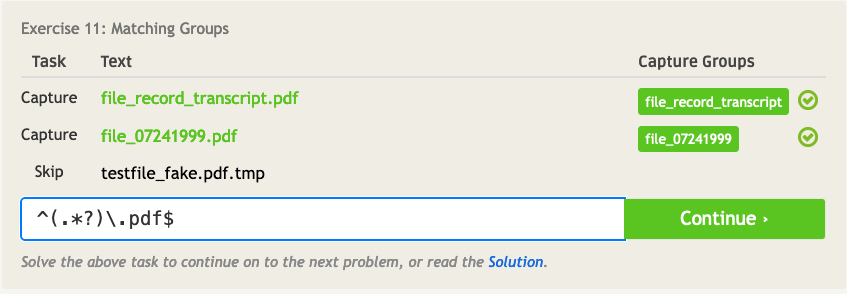 Exercise 11: Matching Groups
Task Text Capture Groups
Capture file_record_transcript.pdf file_record_transcript
Capture file_07241999.pdf file_07241999
Skip testfile_fake.pdf.tmp
^(.*?)\.pdf$ Continue ›
Solve the above task to continue on to the next problem, or read the Solution.